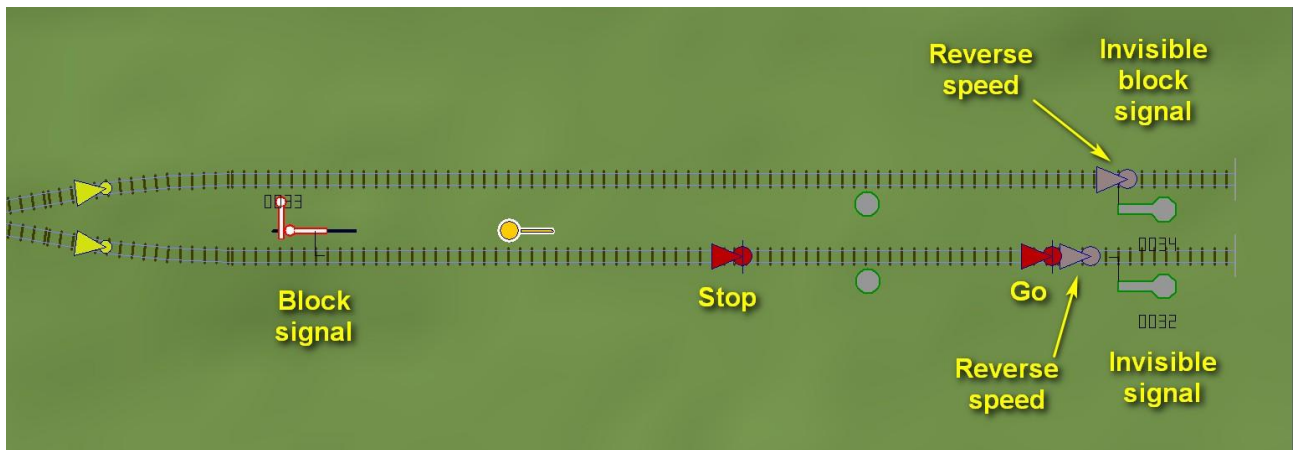 Reverse
speed
Invisible
block
signal
0033
0034
Block
signal
Stop
Go
0032
Reverse
speed
Invisible
signal